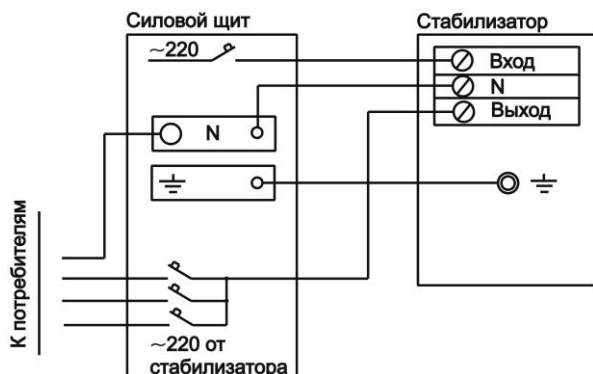 Силовой щит
Стабилизатор
~220
Вход
N
Выход
N
К потребителям
~220 от
стабилизатора